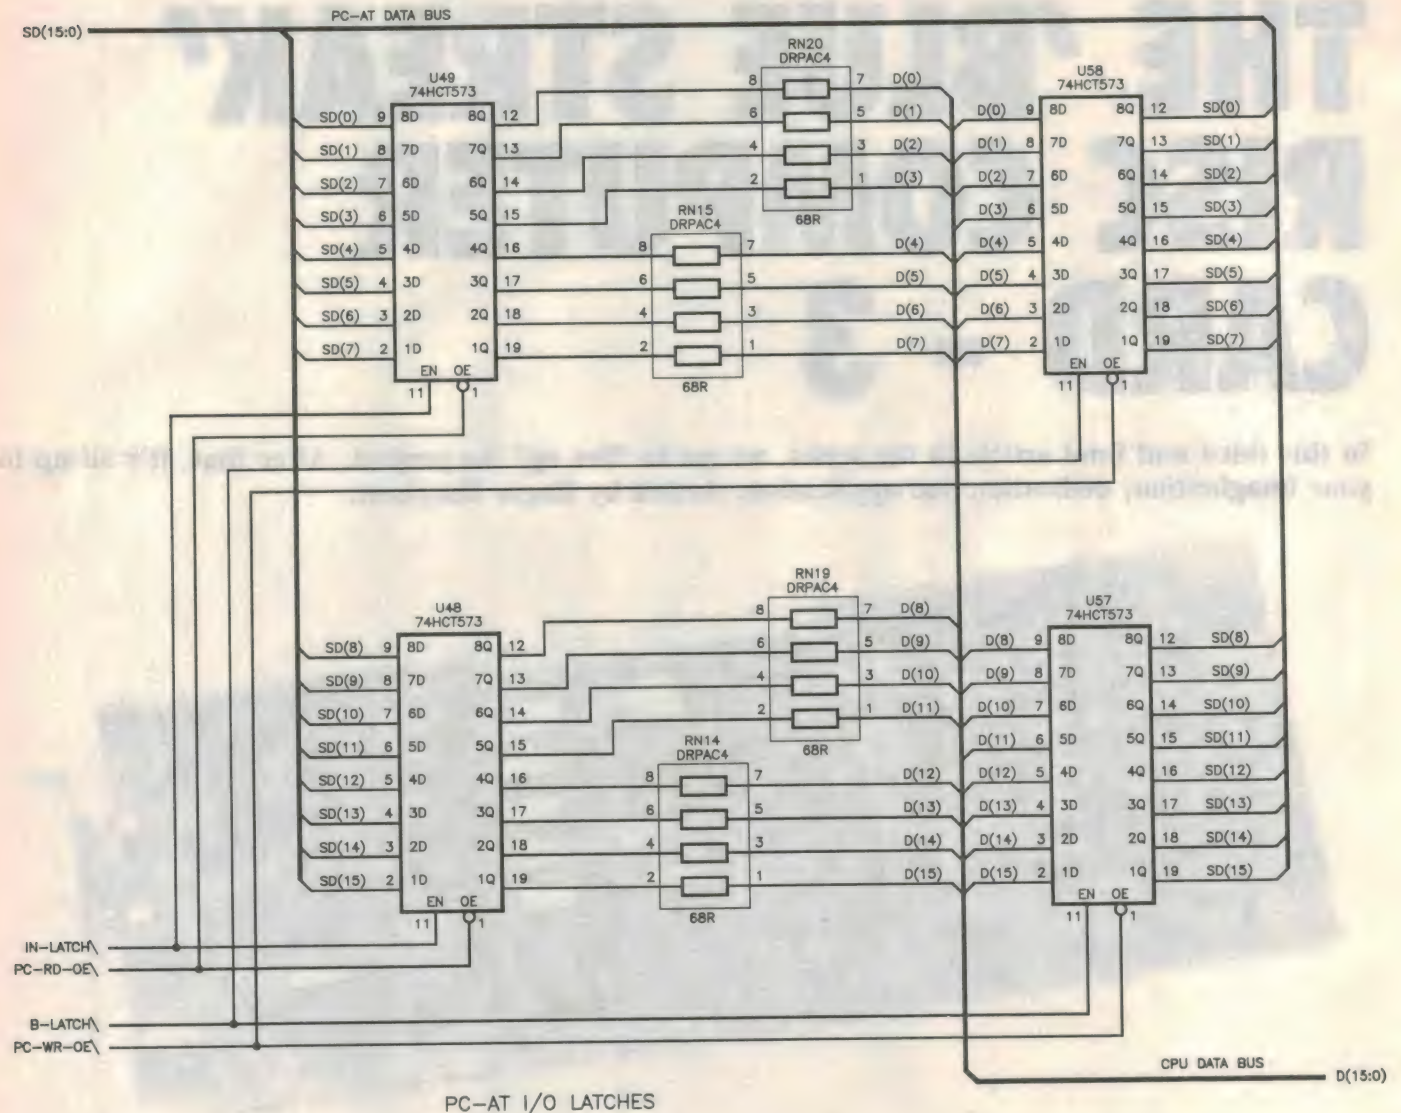 PC-AT DATA BUS
SD(15:0)
U49
74HCT573
SD(0) 9 8D 8Q 12
SD(1) 8 7D 7Q 13
SD(2) 7 6D 6Q 14
SD(3) 6 5D 5Q 15
SD(4) 5 4D 4Q 16
SD(5) 4 3D 3Q 17
SD(6) 3 2D 2Q 18
SD(7) 2 1D 1Q 19
EN OE
11 1
RN20
DRPAC4
8 7 D(0)
6 5 D(1)
4 3 D(2)
2 1 D(3)
68R
RN15
DRPAC4
8 7 D(4)
6 5 D(5)
4 3 D(6)
2 1 D(7)
68R
U58
74HCT573
D(0) 9 8D 8Q 12 SD(0)
D(1) 8 7D 7Q 13 SD(1)
D(2) 7 6D 6Q 14 SD(2)
D(3) 6 5D 5Q 15 SD(3)
D(4) 5 4D 4Q 16 SD(4)
D(5) 4 3D 3Q 17 SD(5)
D(6) 3 2D 2Q 18 SD(6)
D(7) 2 1D 1Q 19 SD(7)
EN OE
11 1
U48
74HCT573
SD(8) 9 8D 8Q 12
SD(9) 8 7D 7Q 13
SD(10) 7 6D 6Q 14
SD(11) 6 5D 5Q 15
SD(12) 5 4D 4Q 16
SD(13) 4 3D 3Q 17
SD(14) 3 2D 2Q 18
SD(15) 2 1D 1Q 19
EN OE
11 1
RN19
DRPAC4
8 7 D(8)
6 5 D(9)
4 3 D(10)
2 1 D(11)
68R
RN14
DRPAC4
8 7 D(12)
6 5 D(13)
4 3 D(14)
2 1 D(15)
68R
U57
74HCT573
D(8) 9 8D 8Q 12 SD(8)
D(9) 8 7D 7Q 13 SD(9)
D(10) 7 6D 6Q 14 SD(10)
D(11) 6 5D 5Q 15 SD(11)
D(12) 5 4D 4Q 16 SD(12)
D(13) 4 3D 3Q 17 SD(13)
D(14) 3 2D 2Q 18 SD(14)
D(15) 2 1D 1Q 19 SD(15)
EN OE
11 1
IN-LATCH\
PC-RD-OE\
B-LATCH\
PC-WR-OE\
CPU DATA BUS
D(15:0)
PC-AT I/O LATCHES